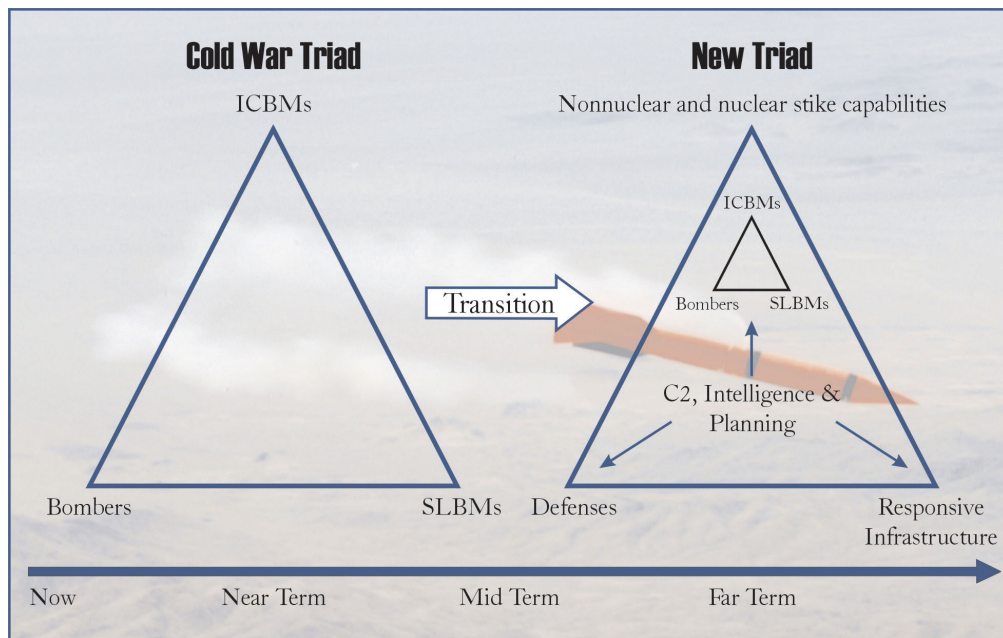 Cold War Triad
ICBMs
Bombers
SLBMs
Transition
New Triad
Nonnuclear and nuclear stike capabilities
ICBMs
Bombers
SLBMs
C2, Intelligence &
Planning
Defenses
Responsive
Infrastructure
Now
Near Term
Mid Term
Far Term